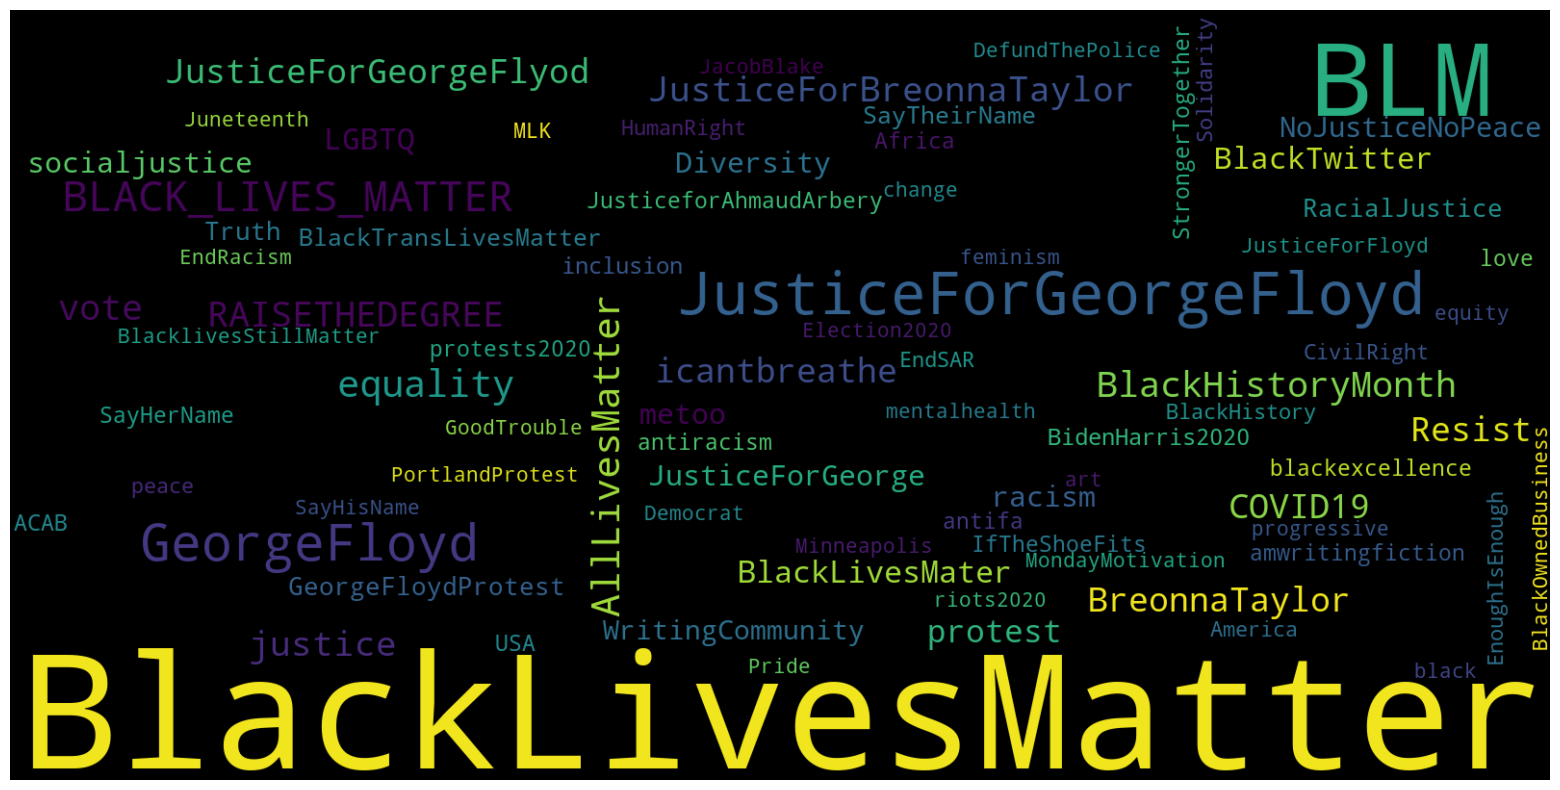 DefundThePolice
BLM
JusticeForGeorgeFlyod
JacobBlake
JusticeForBreonnaTaylor
StrongerTogether
Solidarity
Juneteenth
LGBTQ
MLK
HumanRight
SayTheirName
Africa
NoJusticeNoPeace
socialjustice
Diversity
BlackTwitter
BLACK_LIVES_MATTER
JusticeforAhmaudArbery
change
RacialJustice
Truth
BlackTransLivesMatter
JusticeForFloyd
EndRacism
inclusion
feminism
love
vote
RAISETHEDEGREE
JusticeForGeorgeFloyd
equity
BlacklivesStillMatter
protests2020
Election2020
CivilRight
AllLivesMatter
equality
icantbreathe
EndSAR
BlackHistoryMonth
SayHerName
metoo
mentalhealth
BlackHistory
GoodTrouble
antiracism
BidenHarris2020
Resist
PortlandProtest
JusticeForGeorge
art
blackexcellence
peace
SayHisName
Democrat
racism
COVID19
ACAB
GeorgeFloyd
antifa
progressive
Minneapolis
IfTheShoeFits
amwritingfiction
EnoughIsEnough
BlackOwnedBusiness
GeorgeFloydProtest
BlackLivesMater
MondayMotivation
riots2020
BreonnaTaylor
justice
USA
WritingCommunity
protest
America
Pride
black
BlackLivesMatter